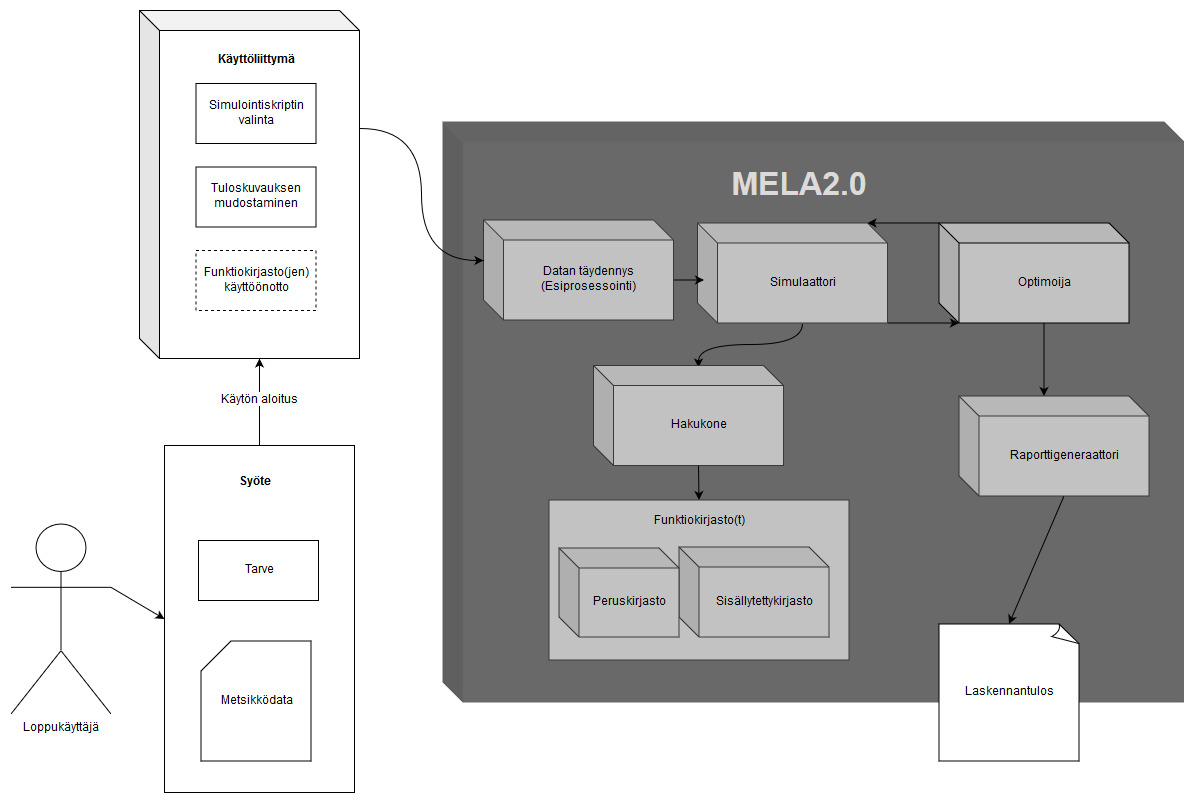 Käyttöliittymä
Simulointiskriptin
valinta
Tuloskuvauksen
mudostaminen
Funktiokirjasto(jen)
käyttöönotto
Käytön aloitus
Syöte
Tarve
Metsikködata
Loppukäyttäjä
MELA2.0
Datan täydennys
(Esiprosessointi)
Simulaattori
Optimoija
Hakukone
Raporttigeneraattori
Funktiokirjasto(t)
Peruskirjasto
Sisällytettykirjasto
Laskennantulos